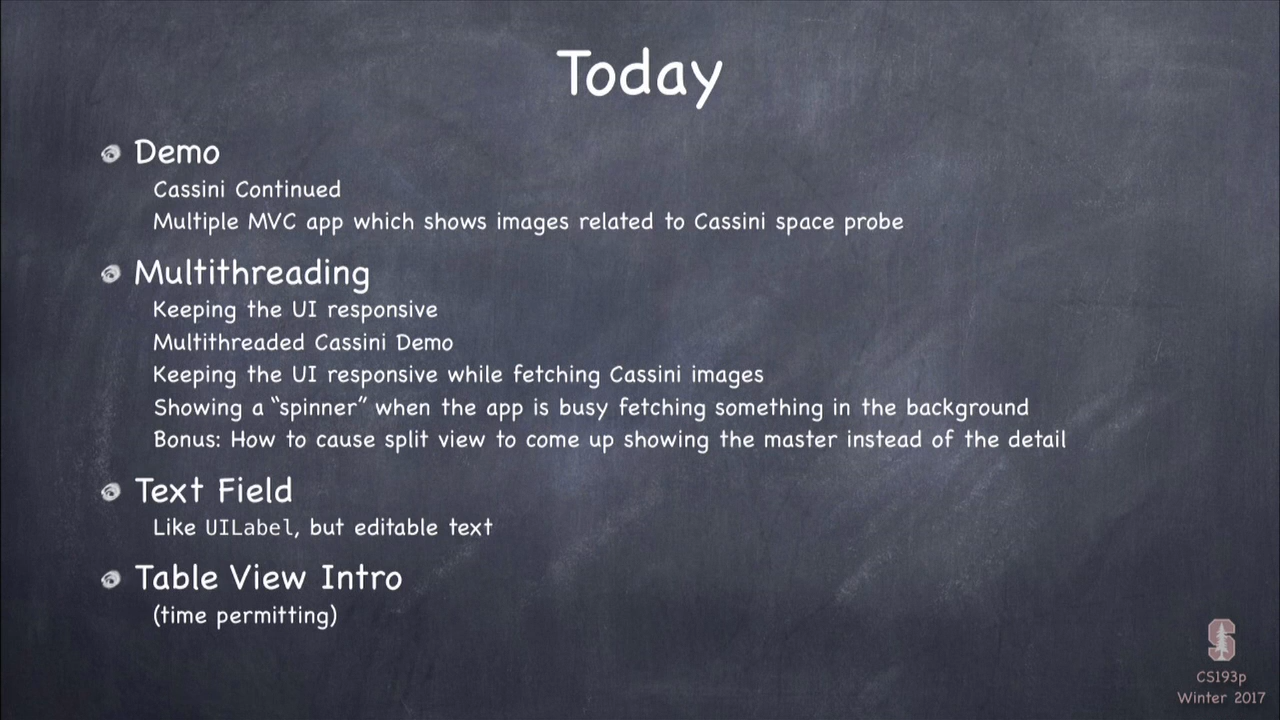 Today
Demo
Cassini Continued
Multiple MVC app which shows images related to Cassini space probe
Multithreading
Keeping the UI responsive
Multithreaded Cassini Demo
Keeping the UI responsive while fetching Cassini images
Showing a “spinner” when the app is busy fetching something in the background
Bonus: How to cause split view to come up showing the master instead of the detail
Text Field
Like UILabel, but editable text
Table View Intro
(time permitting)
S
CS193p
Winter 2017